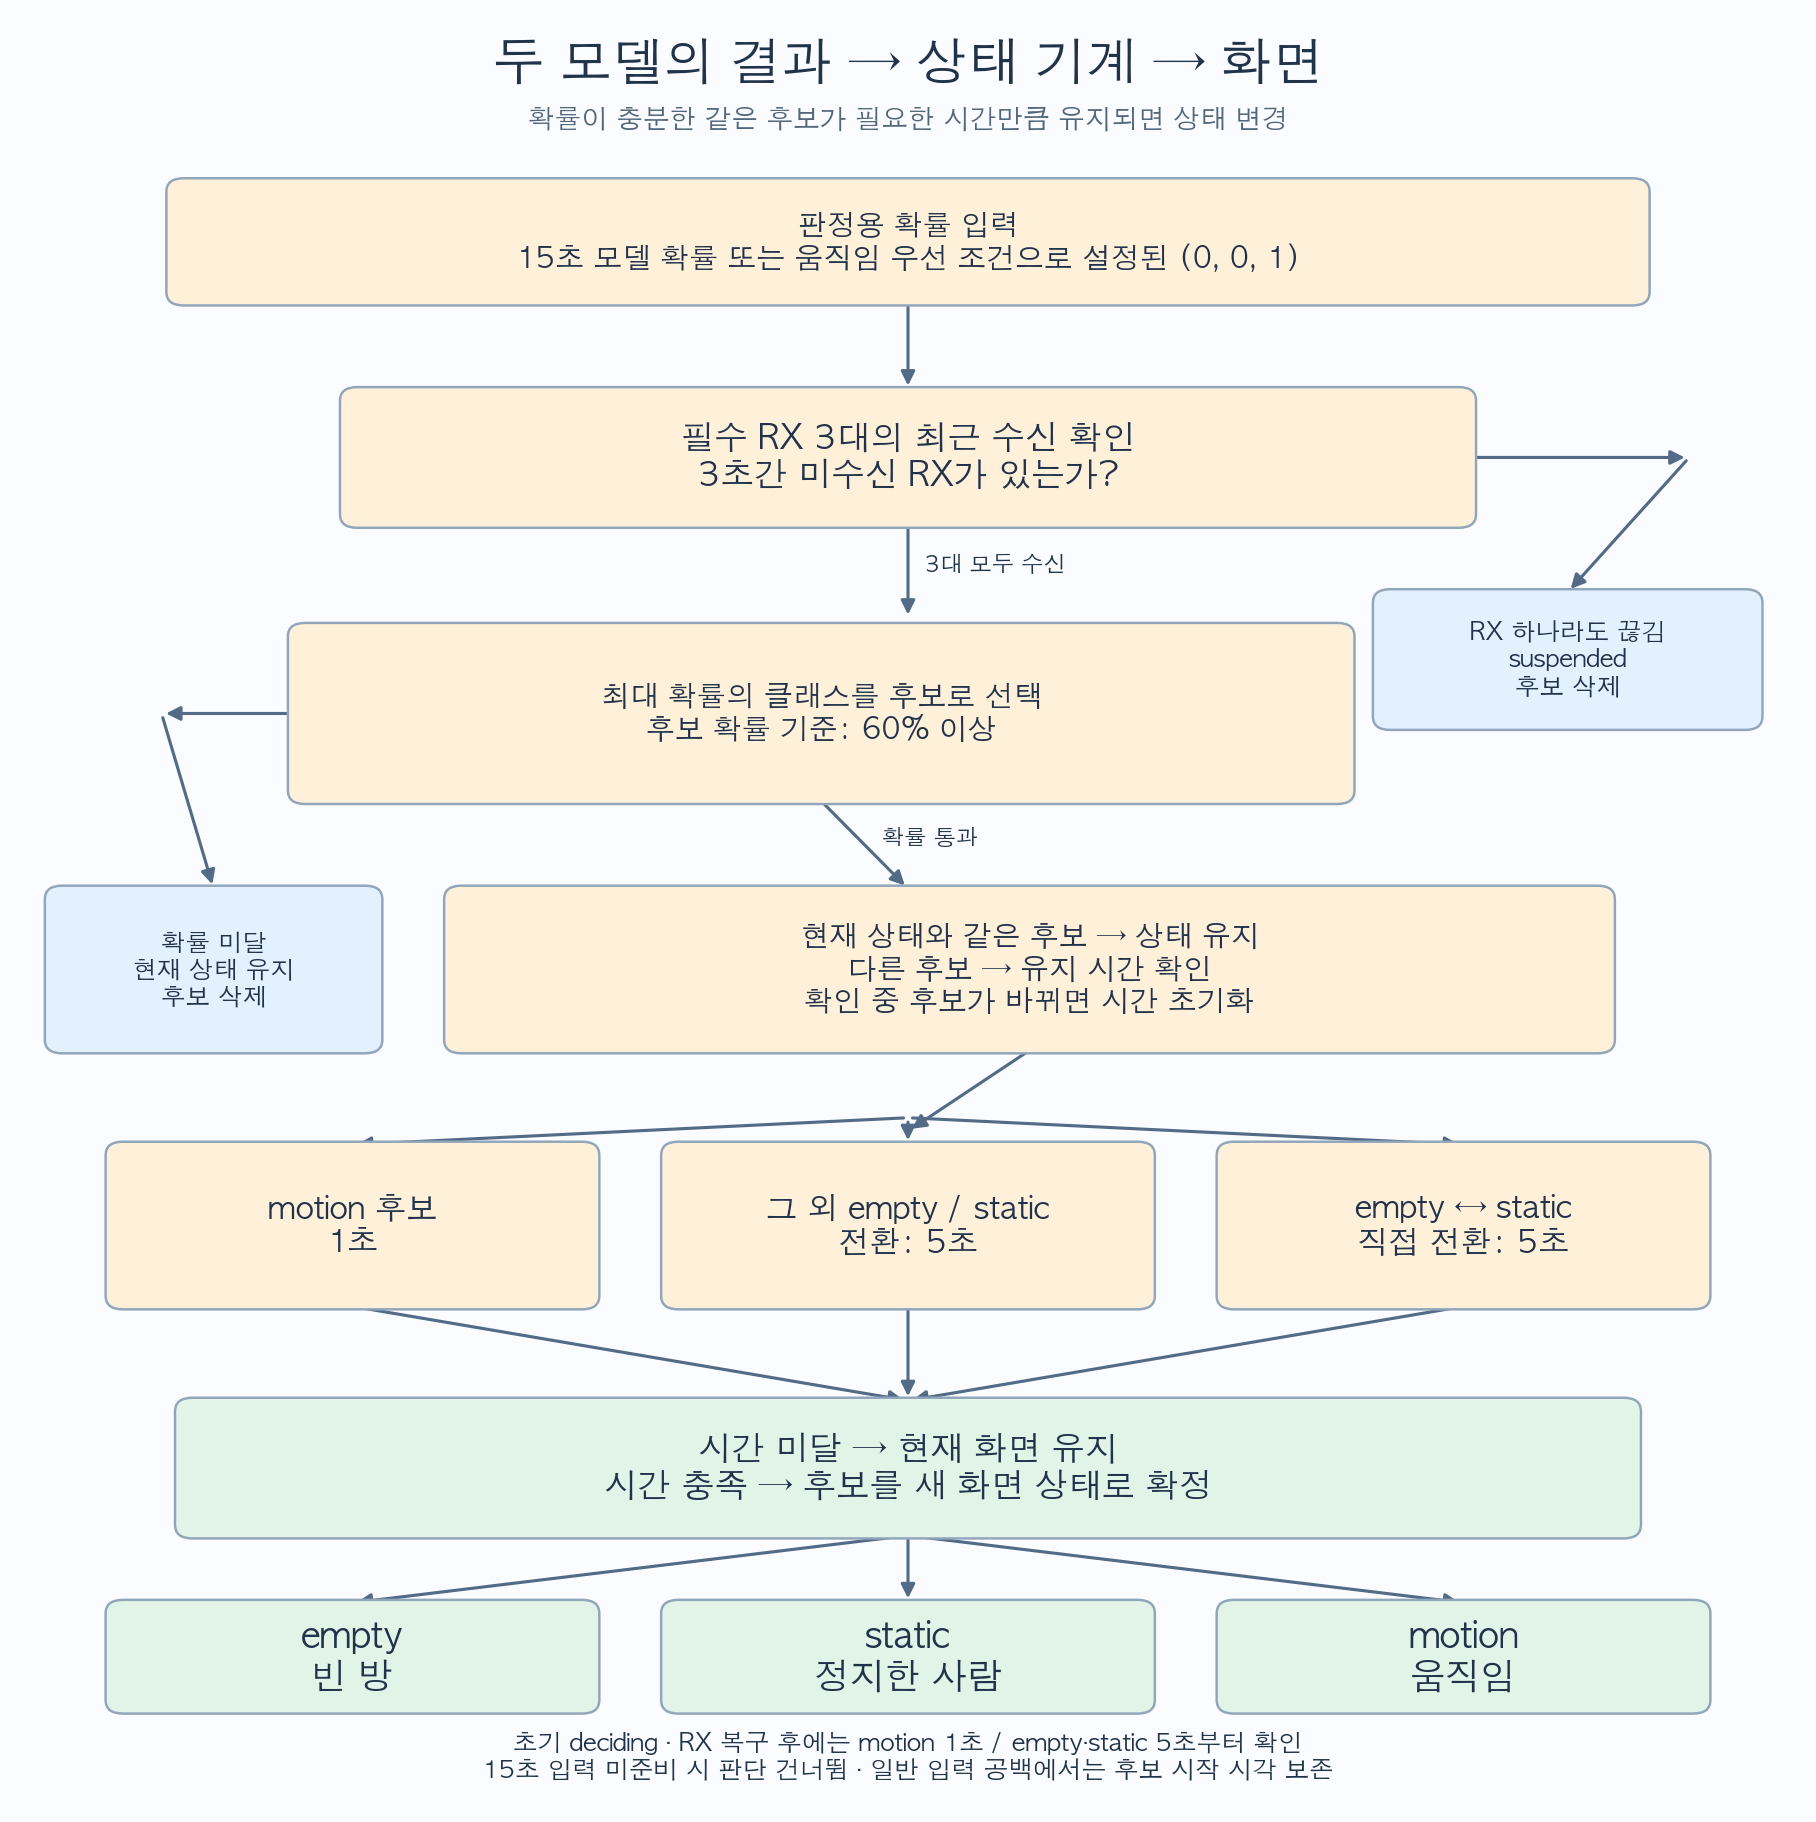 두 모델의 결과 → 상태 기계 → 화면
확률이 충분한 같은 후보가 필요한 시간만큼 유지되면 상태 변경
판정용 확률 입력
15초 모델 확률 또는 움직임 우선 조건으로 설정된 (0, 0, 1)
필수 RX 3대의 최근 수신 확인
3초간 미수신 RX가 있는가?
3대 모두 수신
RX 하나라도 끊김
suspended
후보 삭제
최대 확률의 클래스를 후보로 선택
후보 확률 기준: 60% 이상
확률 통과
확률 미달
현재 상태 유지
후보 삭제
현재 상태와 같은 후보 → 상태 유지
다른 후보 → 유지 시간 확인
확인 중 후보가 바뀌면 시간 초기화
motion 후보
1초
그 외 empty / static
전환: 5초
empty ↔ static
직접 전환: 5초
시간 미달 → 현재 화면 유지
시간 충족 → 후보를 새 화면 상태로 확정
empty
빈 방
static
정지한 사람
motion
움직임
초기 deciding · RX 복구 후에는 motion 1초 / empty·static 5초부터 확인
15초 입력 미준비 시 판단 건너뜀 · 일반 입력 공백에서는 후보 시작 시각 보존